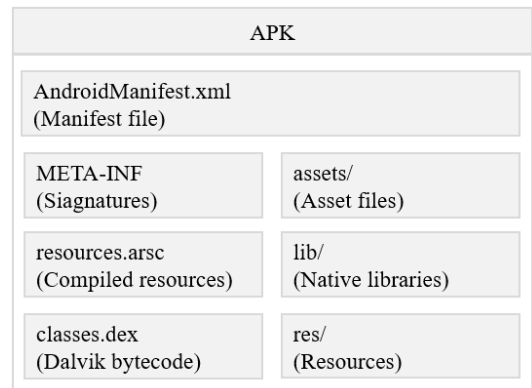 APK
AndroidManifest.xml
(Manifest file)
META-INF
(Siagnatures)
assets/
(Asset files)
resources.arsc
(Compiled resources)
lib/
(Native libraries)
classes.dex
(Dalvik bytecode)
res/
(Resources)